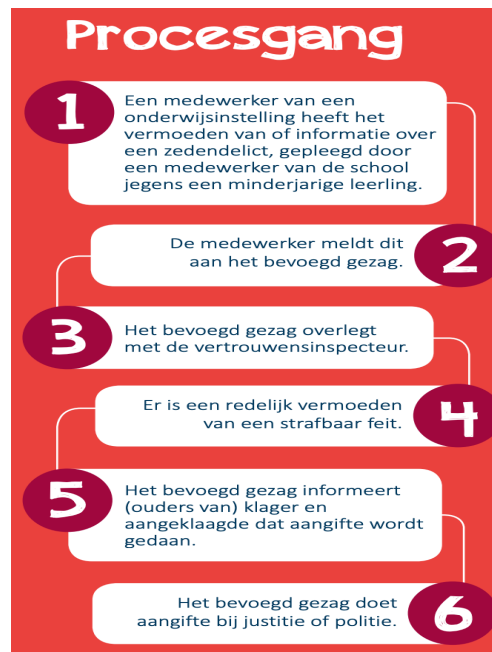 Procesgang
1
Een medewerker van een
onderwijsinstelling heeft het
vermoeden van of informatie over
een zedendelict, gepleegd door
een medewerker van de school
jegens een minderjarige leerling.
De medewerker meldt dit
aan het bevoegd gezag.
2
3
Het bevoegd gezag overlegt
met de vertrouwensinspecteur.
Er is een redelijk vermoeden
van een strafbaar feit.
4
5
Het bevoegd gezag informeert
(ouders van) klager en
aangeklaagde dat aangifte wordt
gedaan.
Het bevoegd gezag doet
aangifte bij justitie of politie.
6